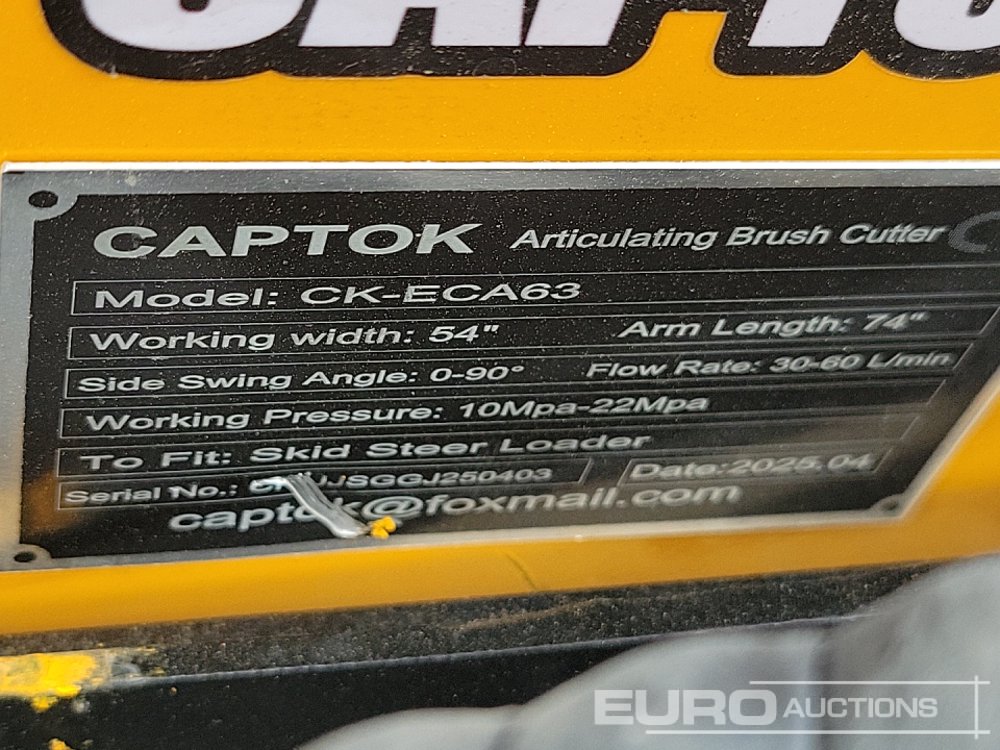 CAPTOK Articulating Brush Cutter
Model: CK-ECA63
Working width: 54" Arm Length: 74"
Side Swing Angle: 0-90° Flow Rate: 30-60 L/min
Working Pressure: 10Mpa-22Mpa
To Fit: Skid Steer Loader
Serial No.: Date:2025.04
captok@foxmail.com
EURO AUCTIONS